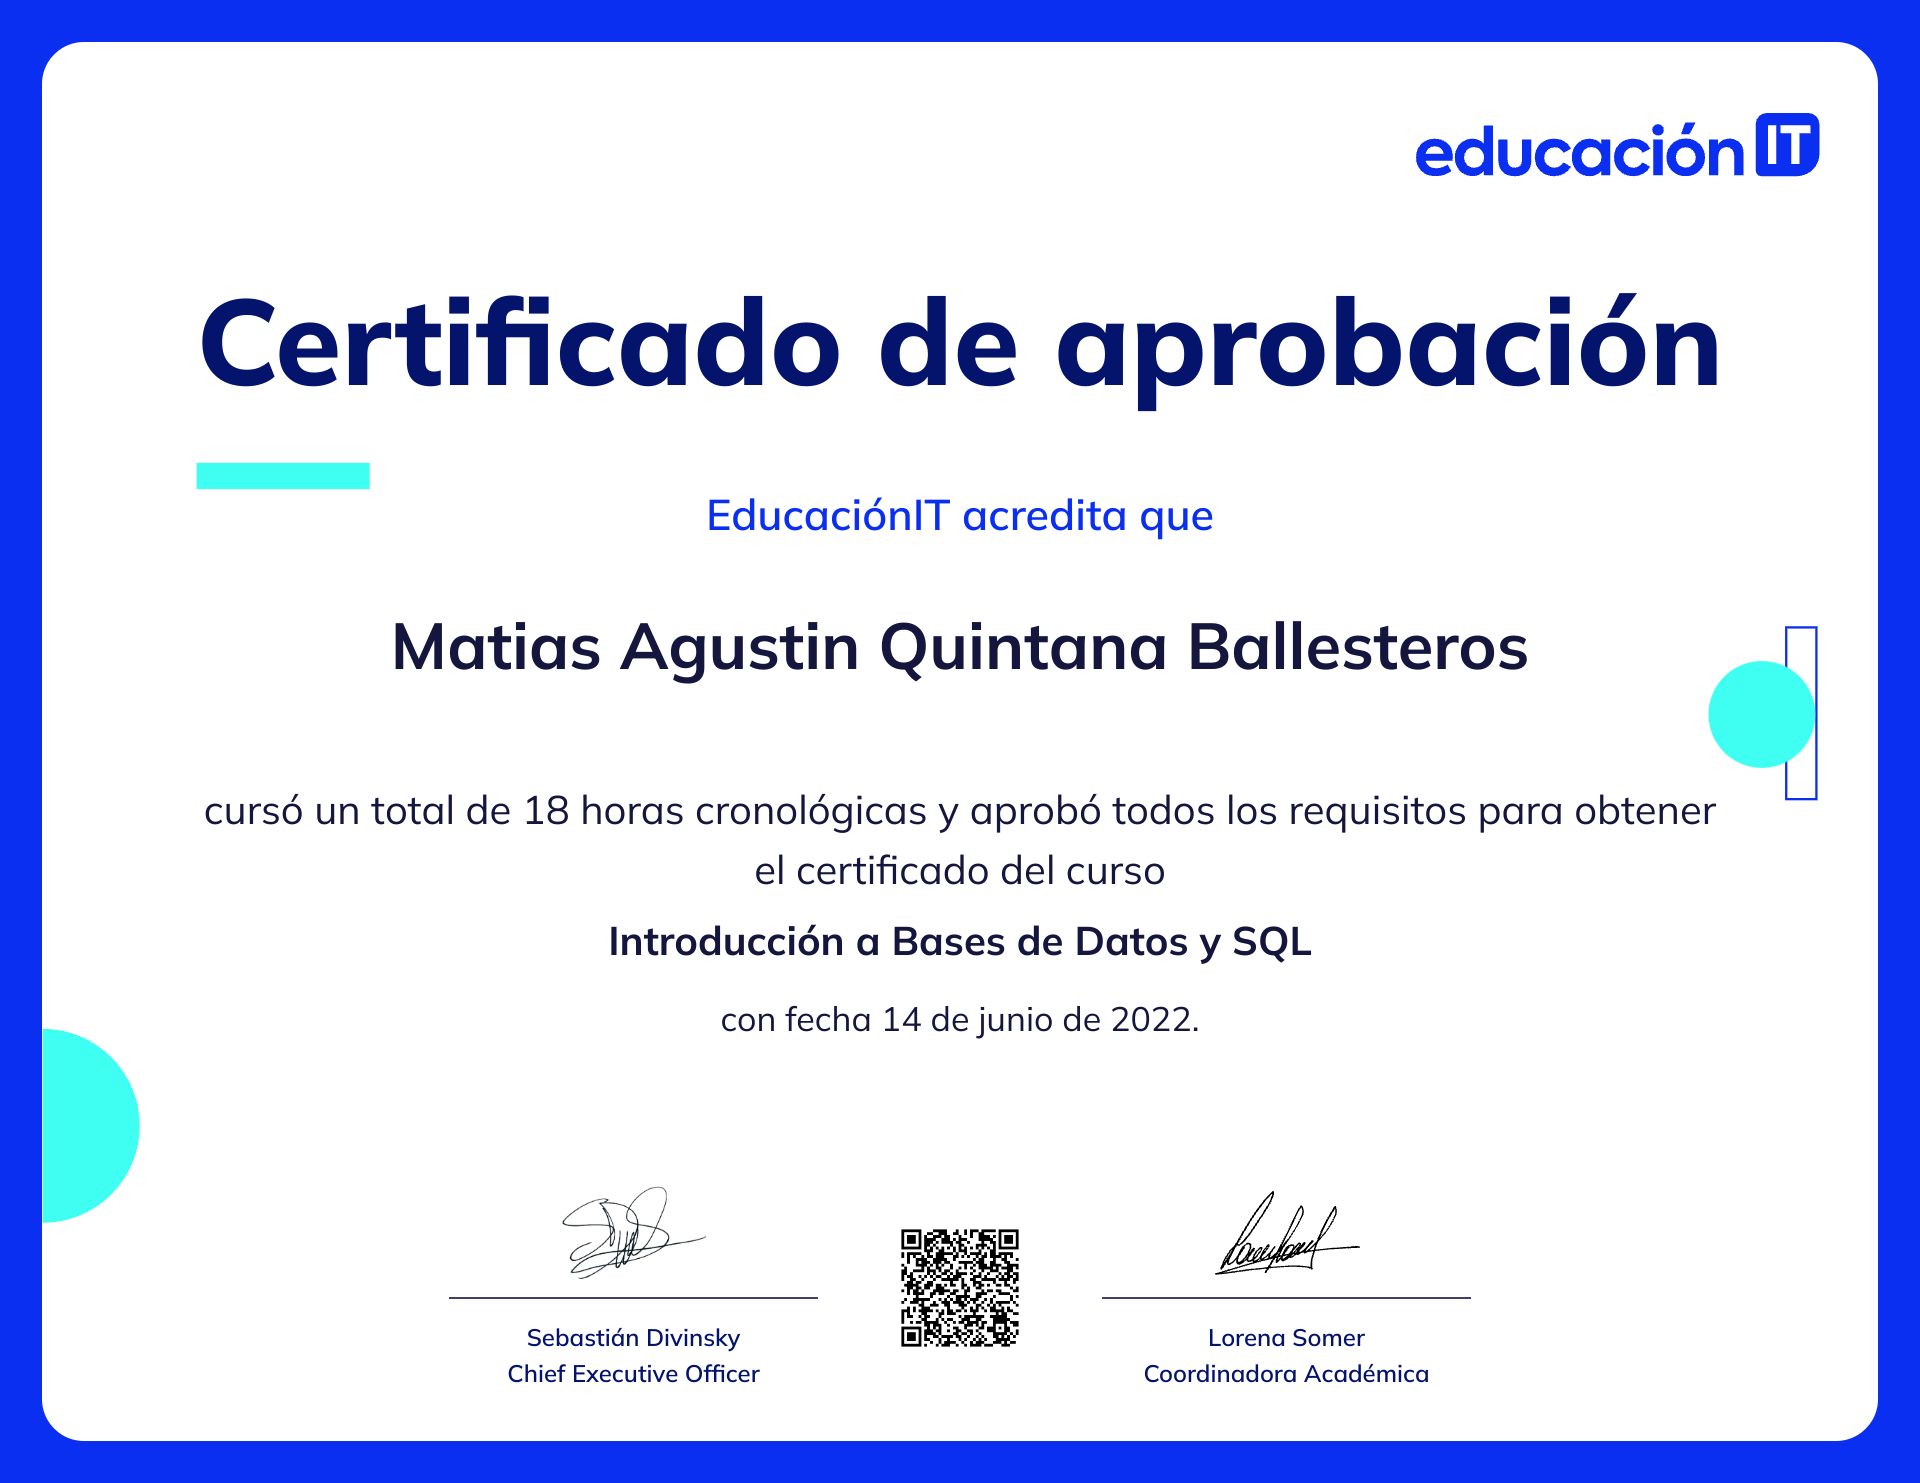 educación IT
Certificado de aprobación
EducaciónIT acredita que
Matias Agustin Quintana Ballesteros
cursó un total de 18 horas cronológicas y aprobó todos los requisitos para obtener
el certificado del curso
Introducción a Bases de Datos y SQL
con fecha 14 de junio de 2022.
Sebastián Divinsky
Chief Executive Officer
Lorena Somer
Coordinadora Académica